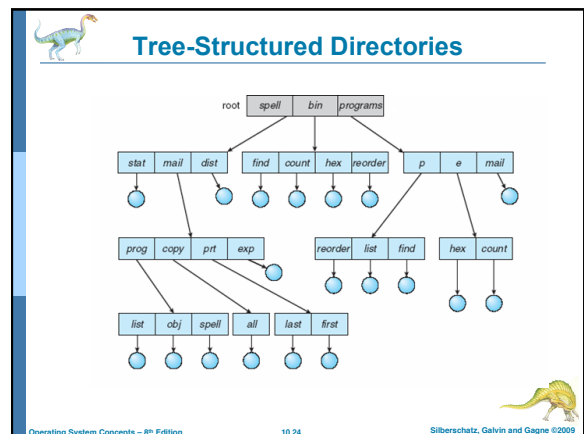 Tree-Structured Directories
root spell bin programs
stat mail dist find count hex reorder p e mail
prog copy prt exp reorder list find hex count
list obj spell all last first
Operating System Concepts – 8th Edition 10.24 Silberschatz, Galvin and Gagne ©2009